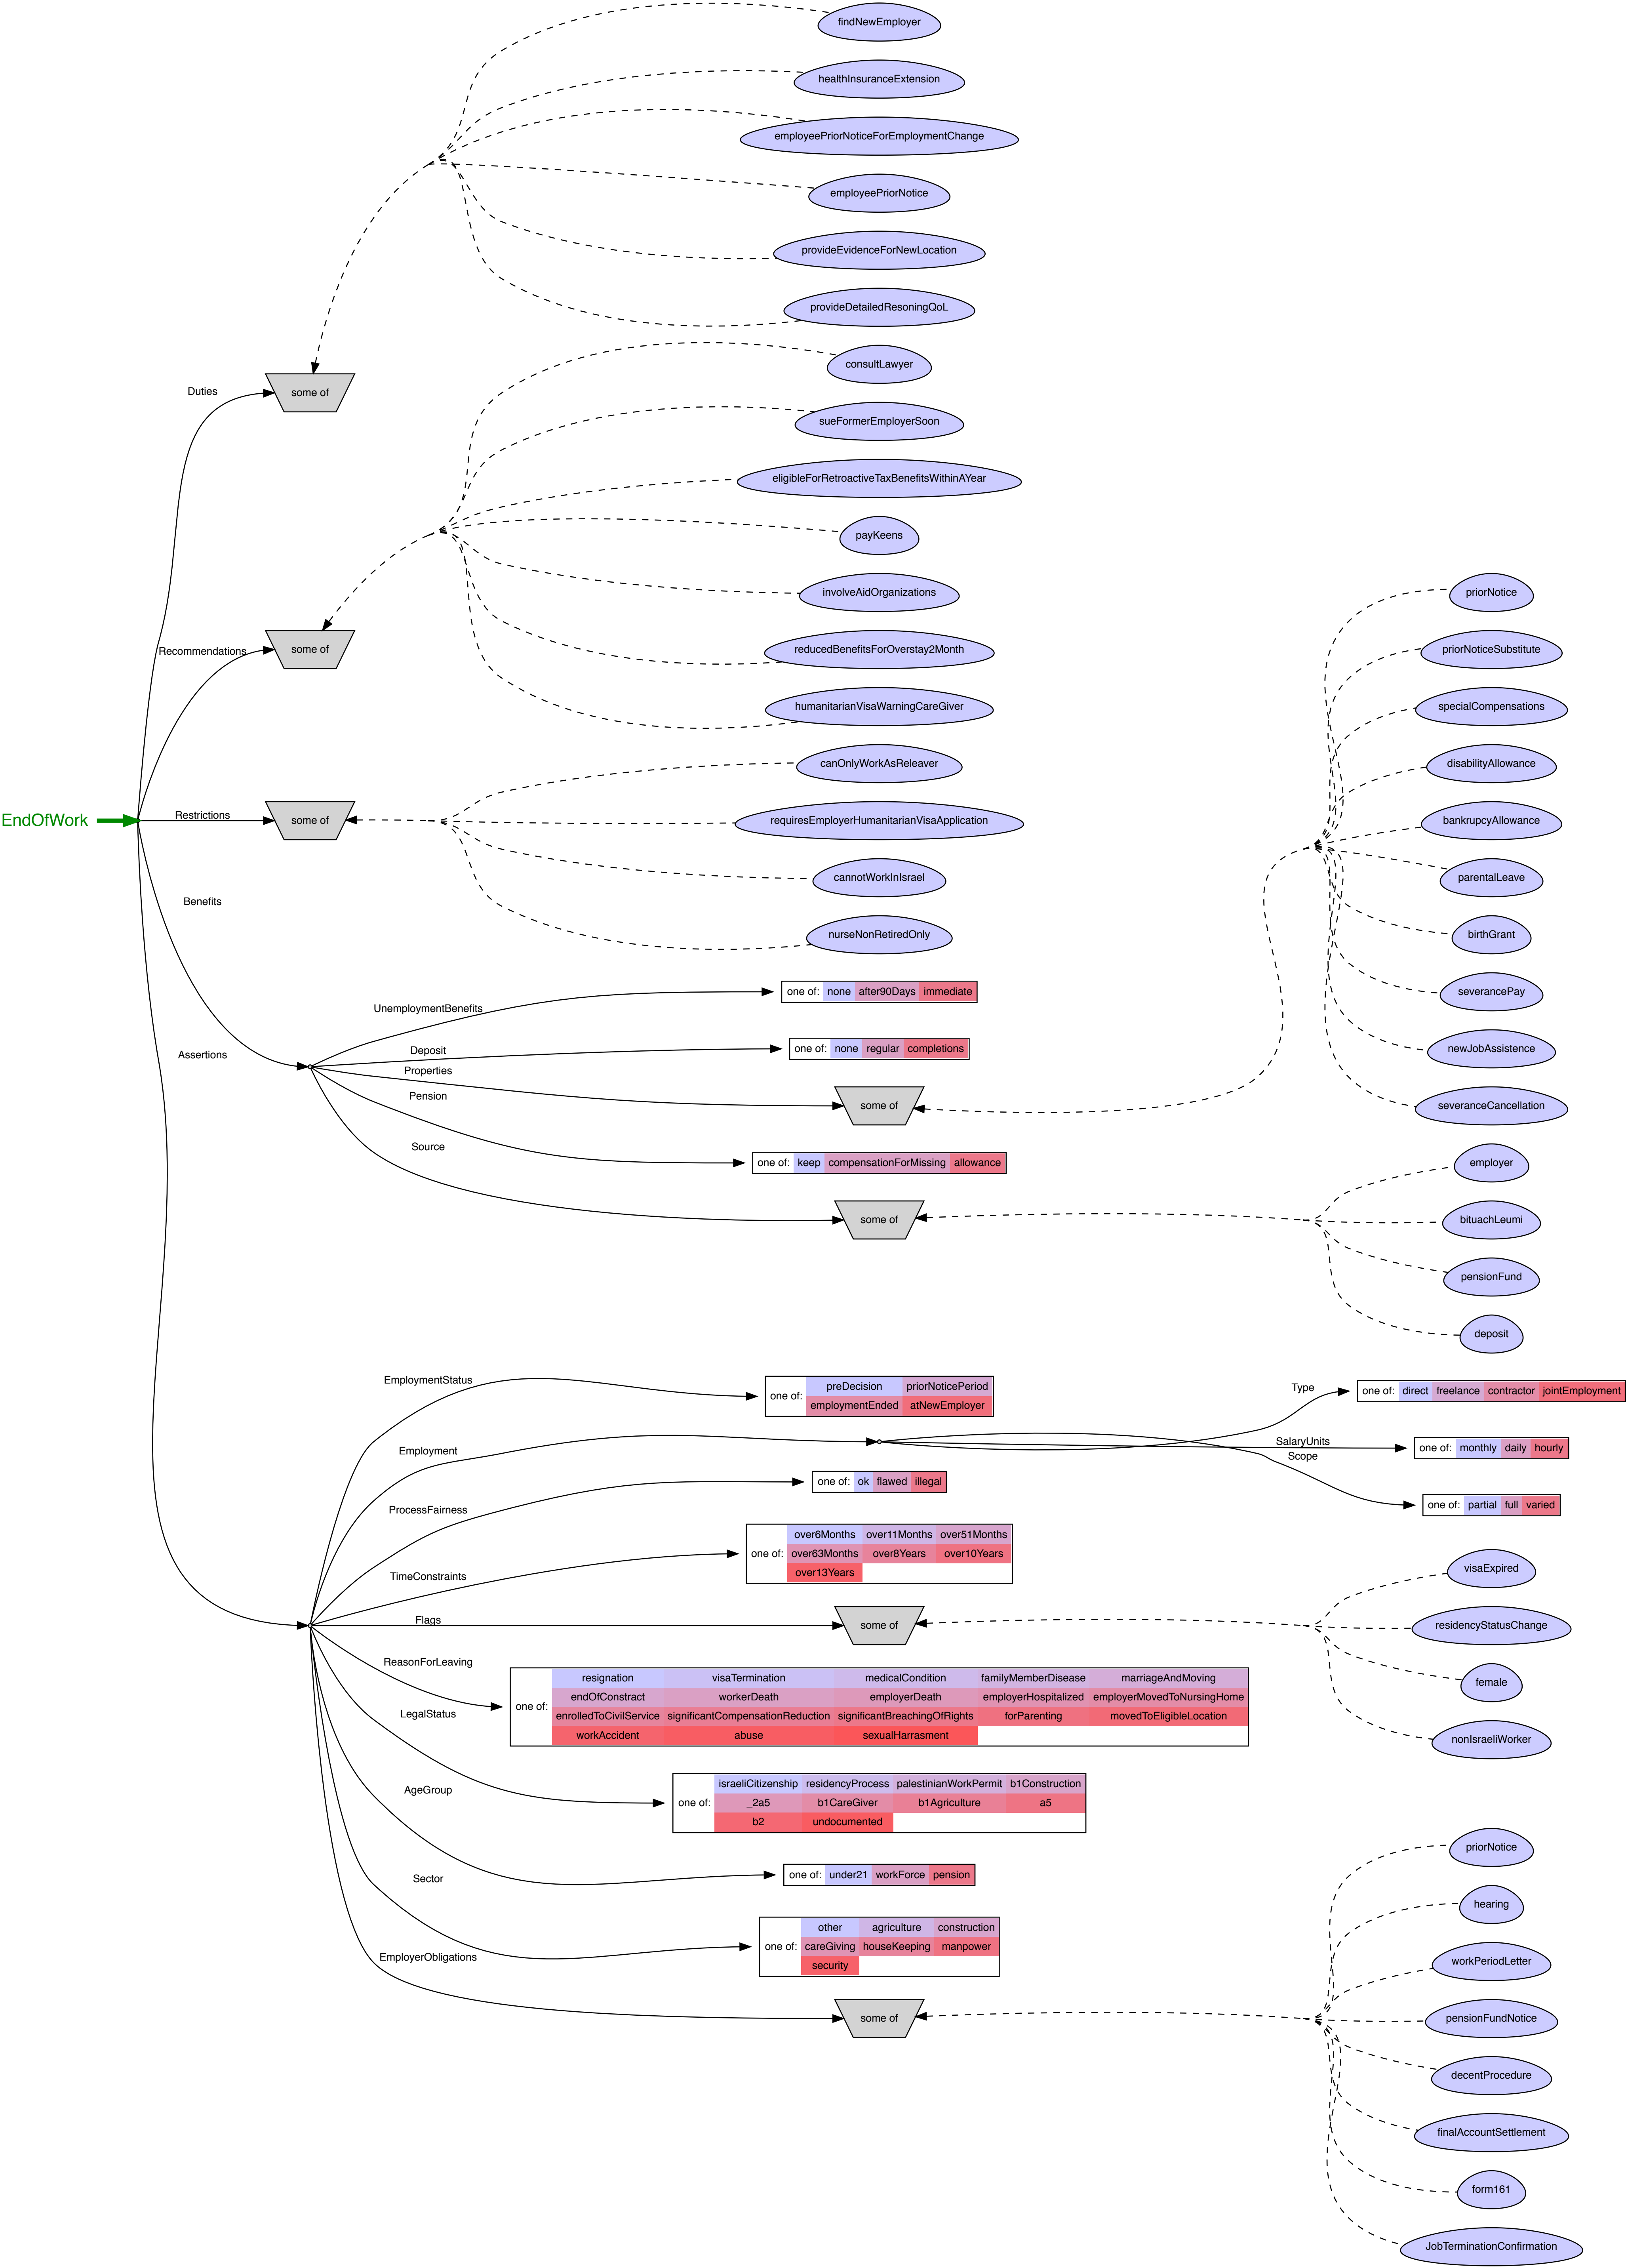 findNewEmployer
healthInsuranceExtension
employeePriorNoticeForEmploymentChange
employeePriorNotice
provideEvidenceForNewLocation
provideDetailedResoningQoL
Duties
some of
consultLawyer
sueFormerEmployerSoon
eligibleForRetroactiveTaxBenefitsWithinAYear
payKeens
involveAidOrganizations
reducedBenefitsForOverstay2Month
humanitarianVisaWarningCareGiver
Recommendations
some of
canOnlyWorkAsReleaver
requiresEmployerHumanitarianVisaApplication
cannotWorkInIsrael
nurseNonRetiredOnly
EndOfWork
Restrictions
some of
Benefits
Assertions
UnemploymentBenefits
one of: none after90Days immediate
Deposit
one of: none regular completions
Properties
some of
priorNotice
priorNoticeSubstitute
specialCompensations
disabilityAllowance
bankrupcyAllowance
parentalLeave
birthGrant
severancePay
newJobAssistence
severanceCancellation
Pension
one of: keep compensationForMissing allowance
Source
some of
employer
bituachLeumi
pensionFund
deposit
EmploymentStatus
one of:
preDecision priorNoticePeriod
employmentEnded atNewEmployer
Employment
Type
one of: direct freelance contractor jointEmployment
SalaryUnits
one of: monthly daily hourly
Scope
one of: partial full varied
ProcessFairness
one of: ok flawed illegal
TimeConstraints
one of:
over6Months over11Months over51Months
over63Months over8Years over10Years
over13Years
Flags
some of
visaExpired
residencyStatusChange
female
nonIsraeliWorker
ReasonForLeaving
one of:
resignation visaTermination medicalCondition familyMemberDisease marriageAndMoving
endOfConstract workerDeath employerDeath employerHospitalized employerMovedToNursingHome
enrolledToCivilService significantCompensationReduction significantBreachingOfRights forParenting movedToEligibleLocation
workAccident abuse sexualHarrasment
LegalStatus
one of:
israeliCitizenship residencyProcess palestinianWorkPermit b1Construction
_2a5 b1CareGiver b1Agriculture a5
b2 undocumented
AgeGroup
one of: under21 workForce pension
Sector
one of:
other agriculture construction
careGiving houseKeeping manpower
security
EmployerObligations
some of
priorNotice
hearing
workPeriodLetter
pensionFundNotice
decentProcedure
finalAccountSettlement
form161
JobTerminationConfirmation